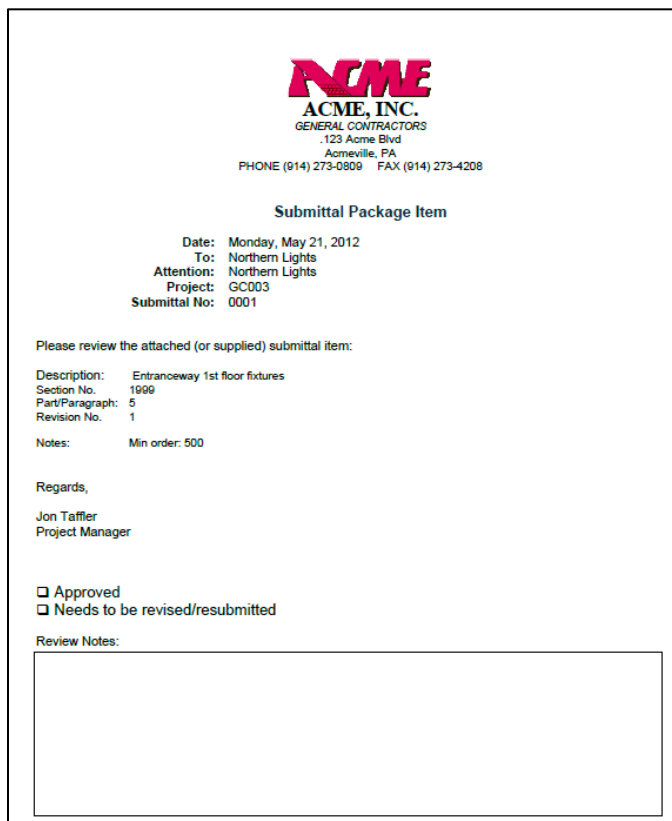 ACME
ACME, INC.
GENERAL CONTRACTORS
.123 Acme Blvd
Acmeville, PA
PHONE (914) 273-0809 FAX (914) 273-4208
Submittal Package Item
Date: Monday, May 21, 2012
To: Northern Lights
Attention: Northern Lights
Project: GC003
Submittal No: 0001
Please review the attached (or supplied) submittal item:
Description: Entranceway 1st floor fixtures
Section No. 1999
Part/Paragraph: 5
Revision No. 1
Notes: Min order: 500
Regards,
Jon Taffler
Project Manager
❑ Approved
❑ Needs to be revised/resubmitted
Review Notes: